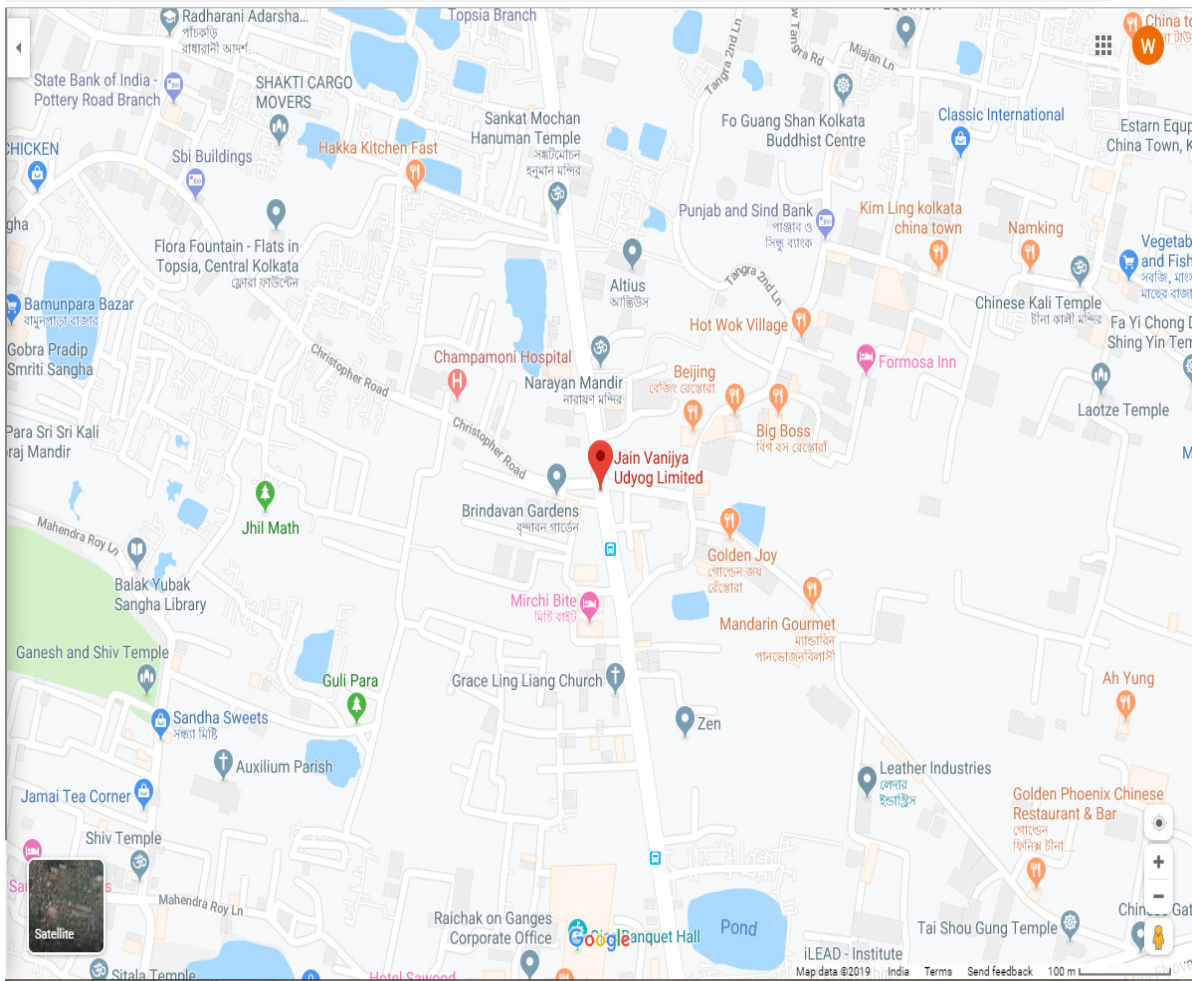 Radharani Adarsha...
পাঁচকড়ি
রাধারানী আদর্শ...
Topsia Branch
w Tangra Rd
Tangra 2nd Ln
Miajan Ln
China to
W
State Bank of India -
Pottery Road Branch
SHAKTI CARGO
MOVERS
Sankat Mochan
Hanuman Temple
সঙ্কটমোচন
হনুমান মন্দির
Fo Guang Shan Kolkata
Buddhist Centre
Classic International
Estarn Equp
China Town, K
CHICKEN
Sbi Buildings
Hakka Kitchen Fast
gha
Flora Fountain - Flats in
Topsia, Central Kolkata
ফ্লোরা ফাউন্টেন
Punjab and Sind Bank
পাঞ্জাব ও
সিন্ধু ব্যাংক
Kim Ling kolkata
china town
Namking
Vegetab
and Fish
সবজি, মাংস
মাছের বাজা
Altius
আল্টিউস
Tangra 2nd Ln
Chinese Kali Temple
চীনা কালী মন্দির
Bamunpara Bazar
বামুনপাড়া বাজার
Hot Wok Village
Fa Yi Chong D
Shing Yin Tem
Gobra Pradip
Smriti Sangha
Christopher Road
Champamoni Hospital
Narayan Mandir
নারায়ণ মন্দির
Beijing
বেজিং রেস্তোরা
Formosa Inn
Laotze Temple
Big Boss
বিগ বস রেস্তোরাঁ
Para Sri Sri Kali
raj Mandir
Christopher Road
Jain Vanijya
Udyog Limited
M
Brindavan Gardens
বৃন্দাবন গার্ডেন
Jhil Math
Mahendra Roy Ln
Golden Joy
গোল্ডেন জয়
রেঁস্তোরা
Balak Yubak
Sangha Library
Mirchi Bite
মির্চি বাইট
Mandarin Gourmet
ম্যান্ডারিন
পানভোজনবিলাসী
Ganesh and Shiv Temple
Guli Para
Grace Ling Liang Church
Ah Yung
Sandha Sweets
সন্ধ্যা মিষ্টি
Zen
Auxilium Parish
Leather Industries
লেদার
ইন্ডাস্ট্রিস
Jamai Tea Corner
Golden Phoenix Chinese
Restaurant & Bar
গোল্ডেন
ফিনিক্স চীনা...
Shiv Temple
Mahendra Roy Ln
Satellite
Raichak on Ganges
Corporate Office
Google
Banquet Hall
Pond
Tai Shou Gung Temple
iLEAD - Institute
Sitala Temple
Hotel Sawood
Map data ©2019 India Terms Send feedback 100 m